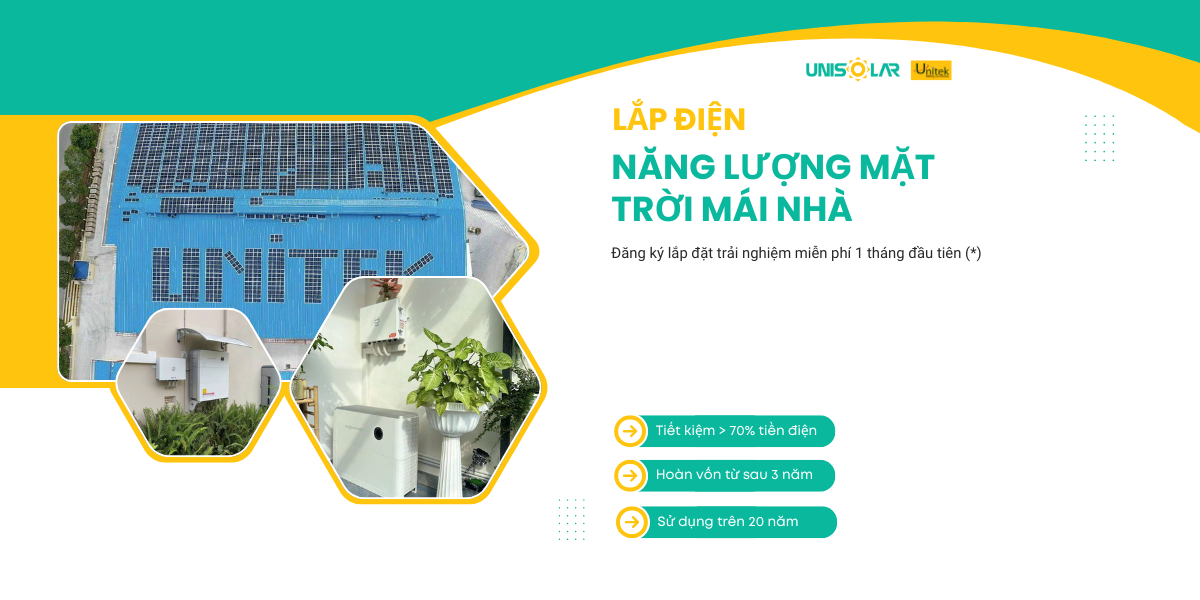 UNISOLAR Unitek
LẮP ĐIỆN
NĂNG LƯỢNG MẶT
TRỜI MÁI NHÀ
Đăng ký lắp đặt trải nghiệm miễn phí 1 tháng đầu tiên (*)
UNITEK
Tiết kiệm > 70% tiền điện
Hoàn vốn từ sau 3 năm
Sử dụng trên 20 năm